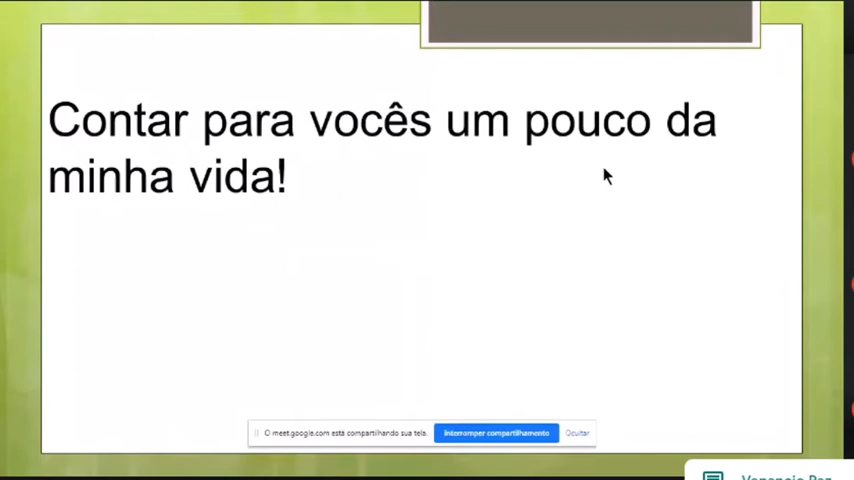 Contar para vocês um pouco da
minha vida!
O meet.google.com está compartilhando sua tela.
Interromper compartilhamento
Ocultar